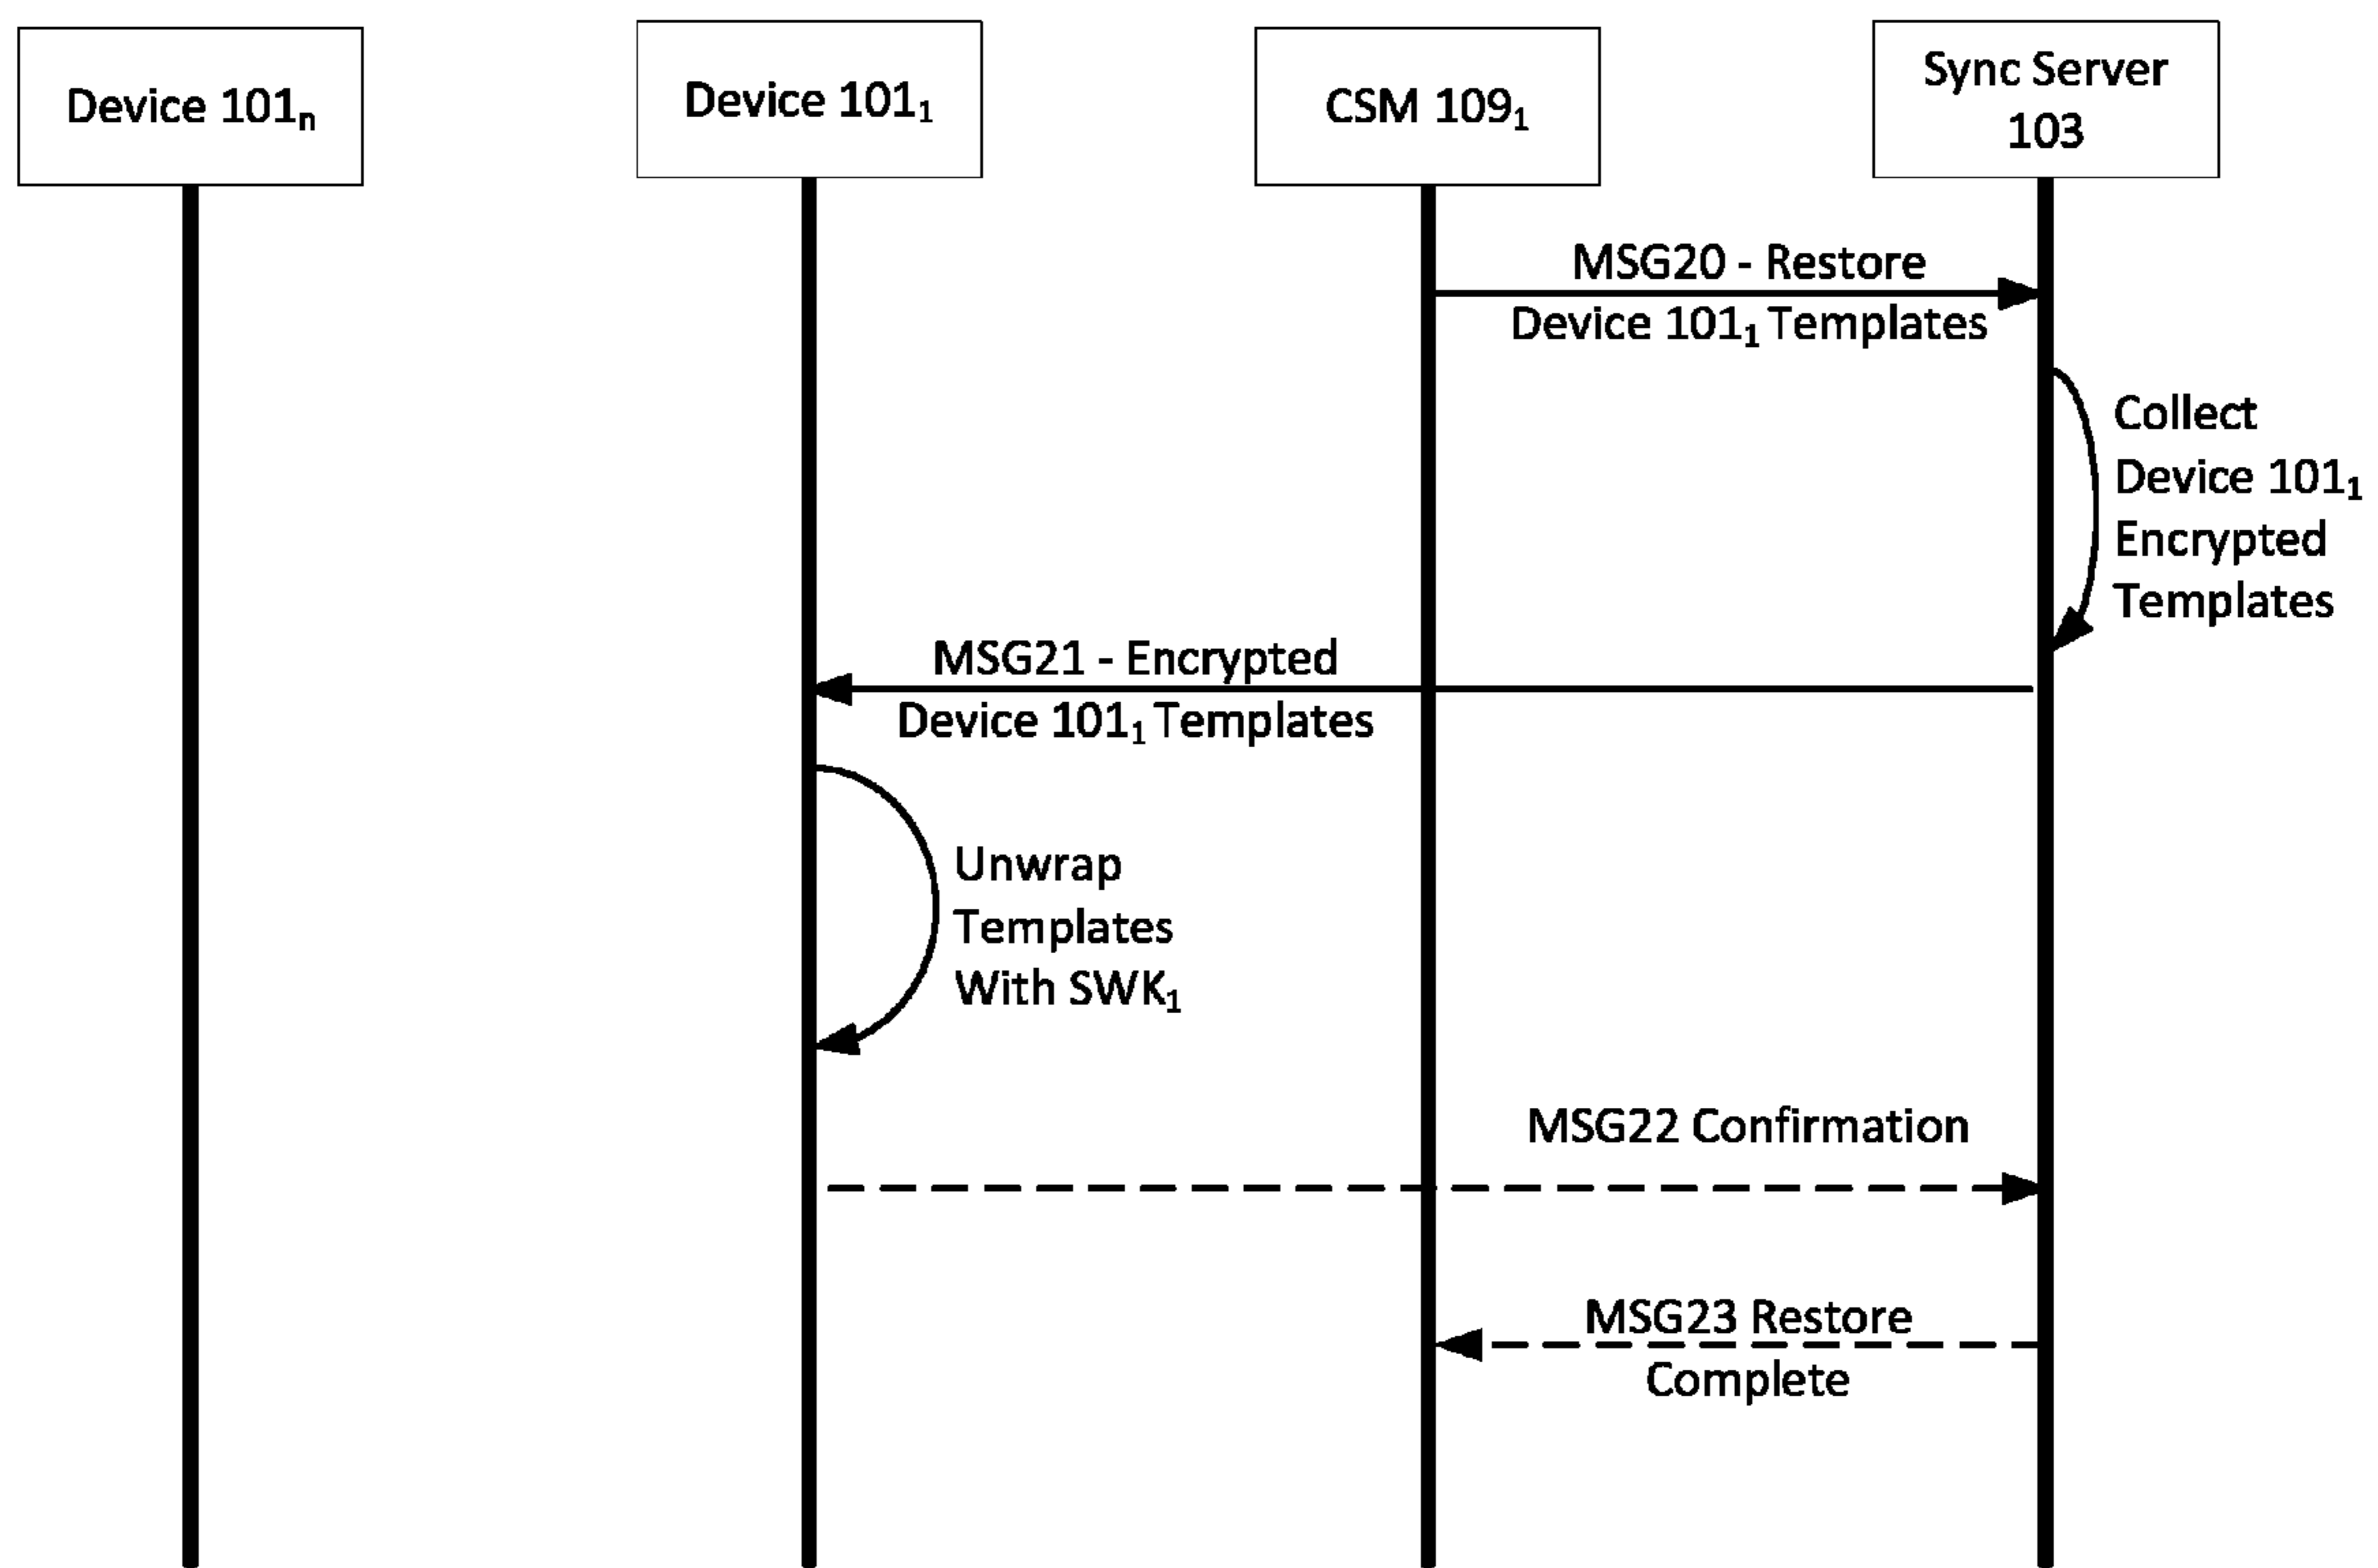 Device 101ₙ
Device 101₁
CSM 109₁
Sync Server
103
MSG20 - Restore
Device 101₁ Templates
Collect
Device 101₁
Encrypted
Templates
MSG21 - Encrypted
Device 101₁ Templates
Unwrap
Templates
With SWK₁
MSG22 Confirmation
MSG23 Restore
Complete